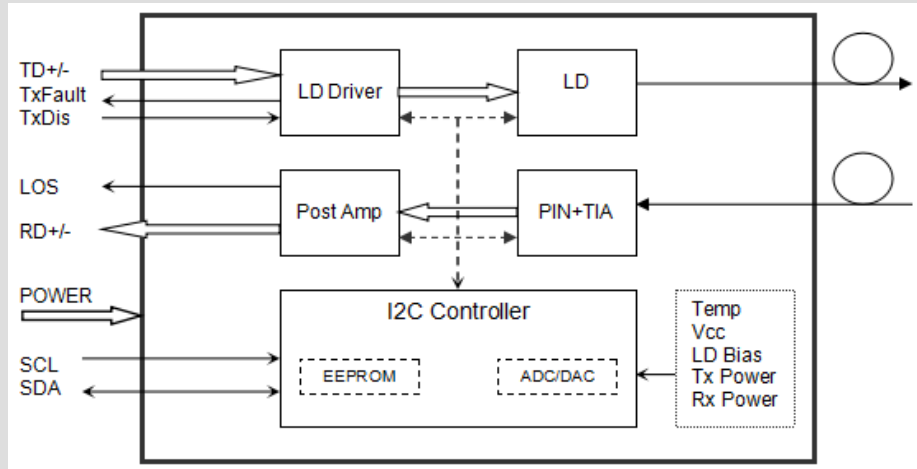 TD+/-
TxFault
TxDis
LD Driver
LD
LOS
RD+/-
Post Amp
PIN+TIA
POWER
SCL
SDA
I2C Controller
EEPROM
ADC/DAC
Temp
Vcc
LD Bias
Tx Power
Rx Power